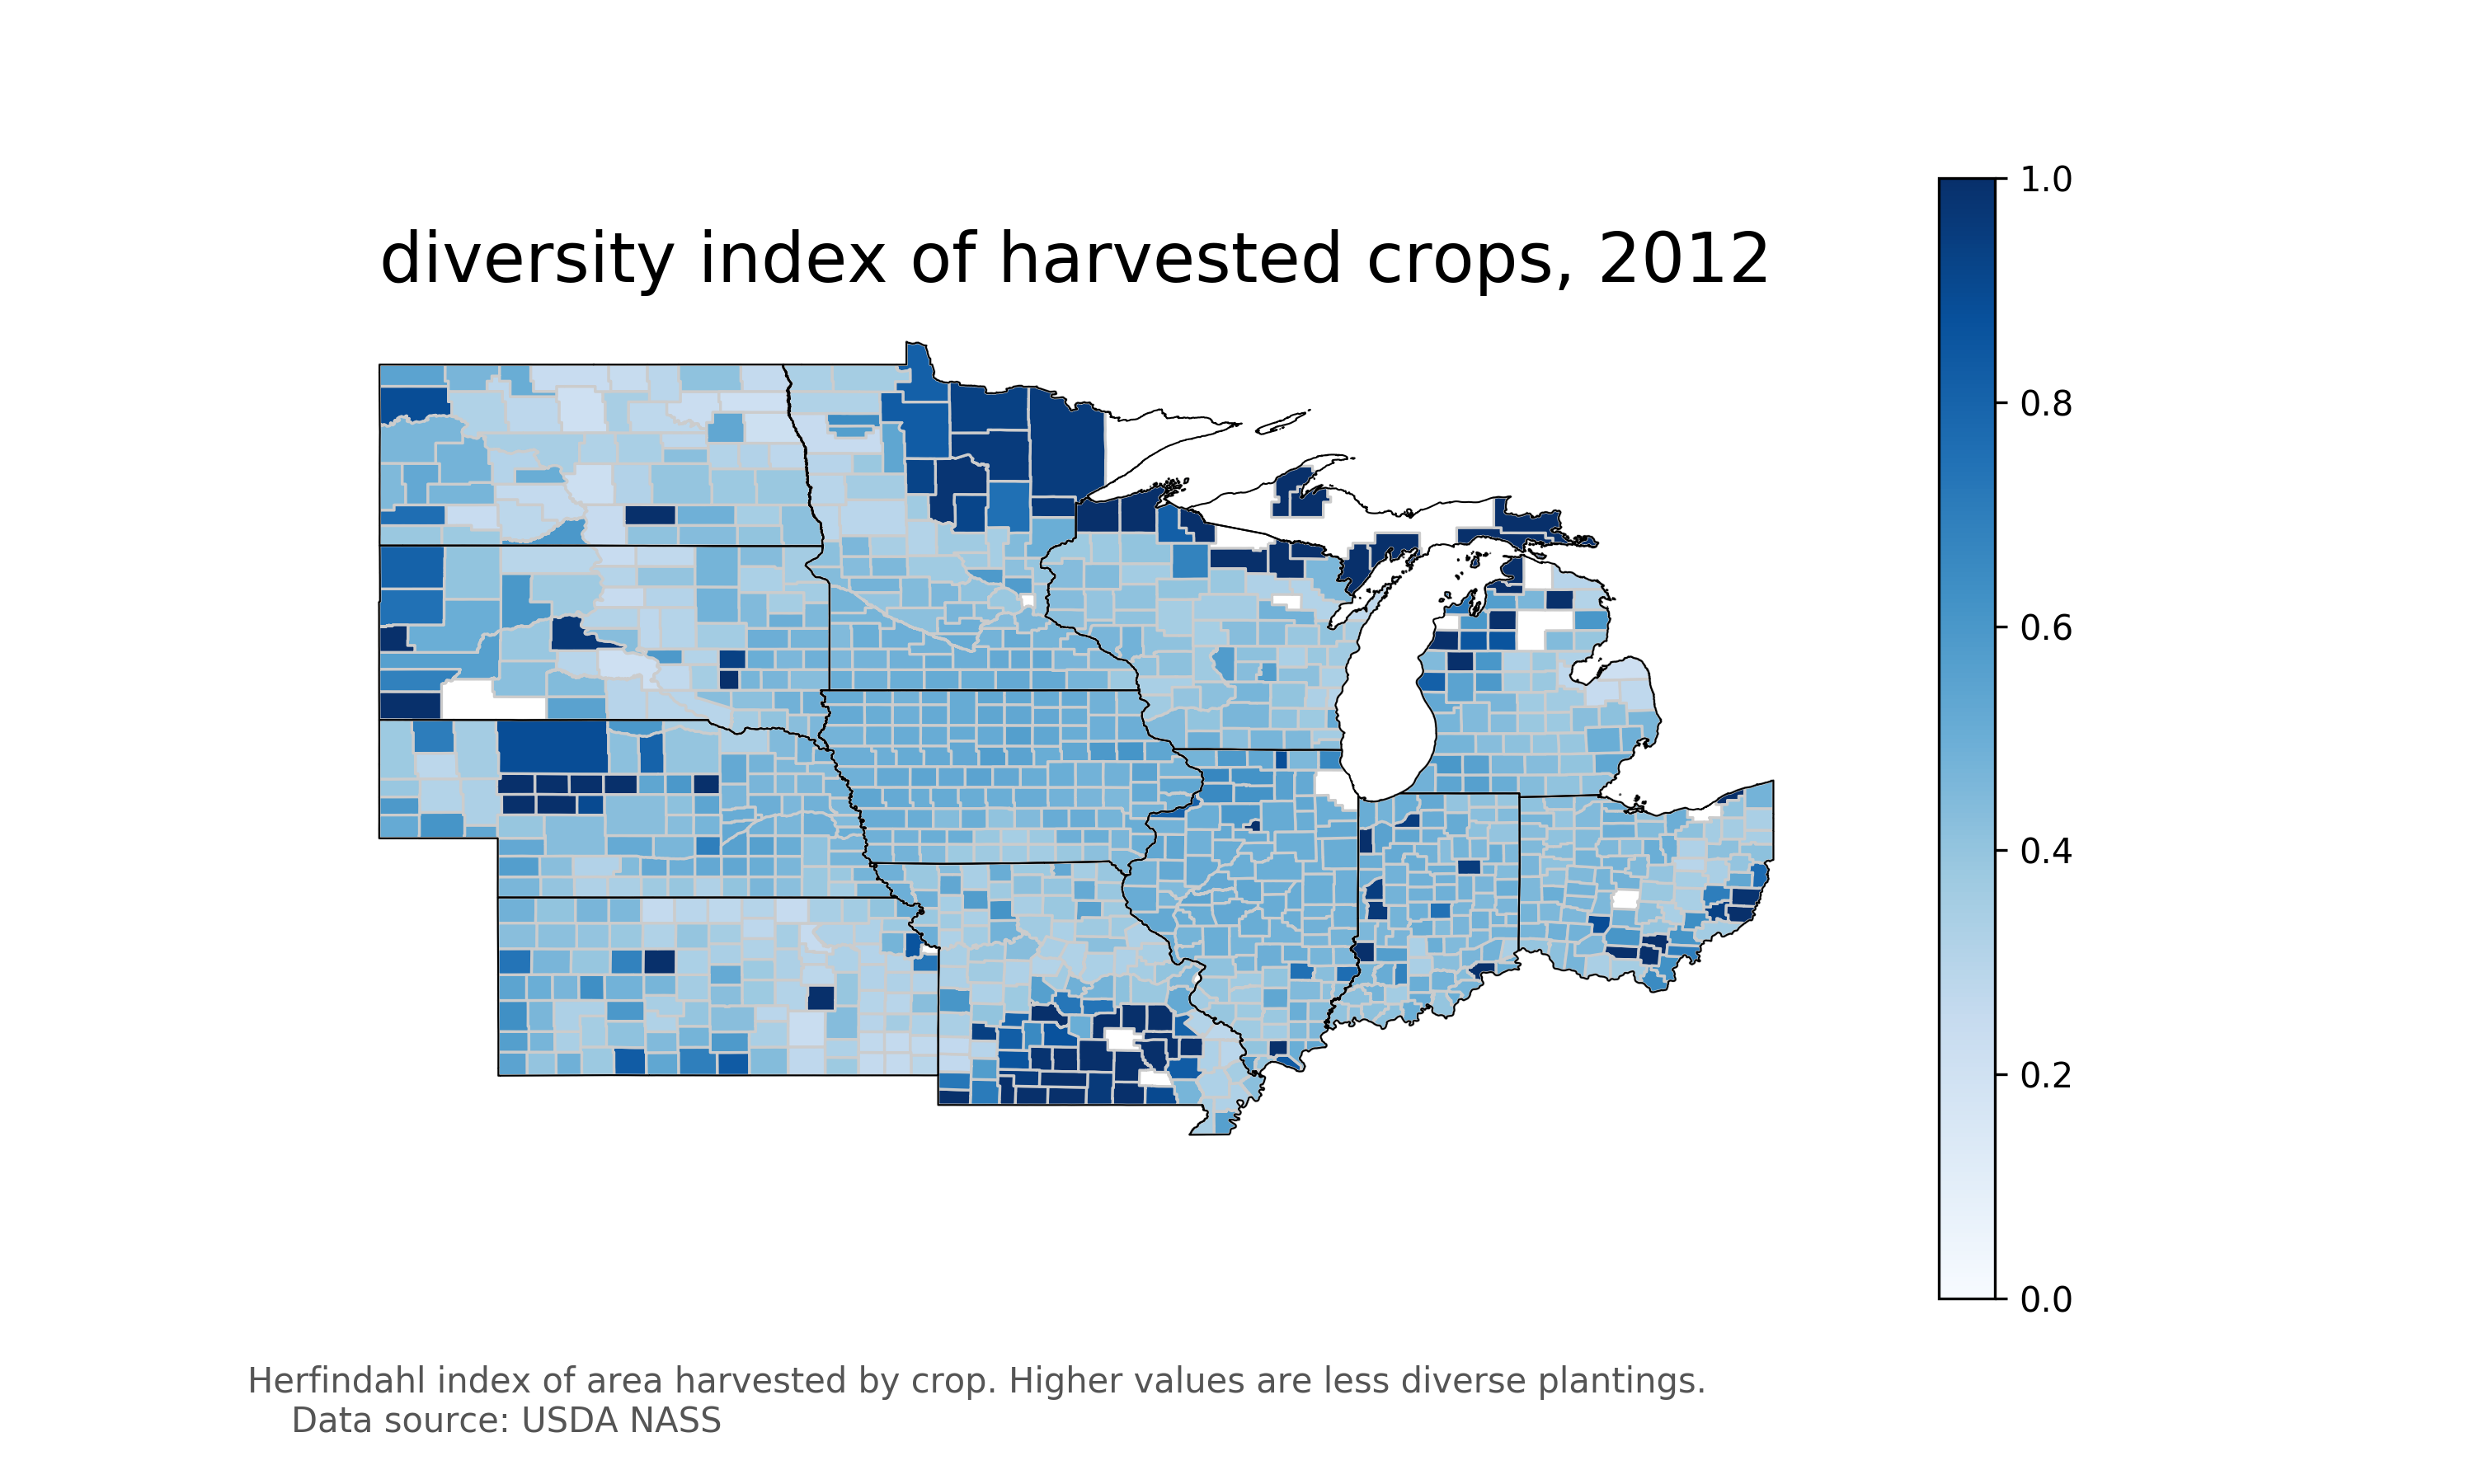 diversity index of harvested crops, 2012
1.0
0.8
0.6
0.4
0.2
0.0
Herfindahl index of area harvested by crop. Higher values are less diverse plantings.
Data source: USDA NASS